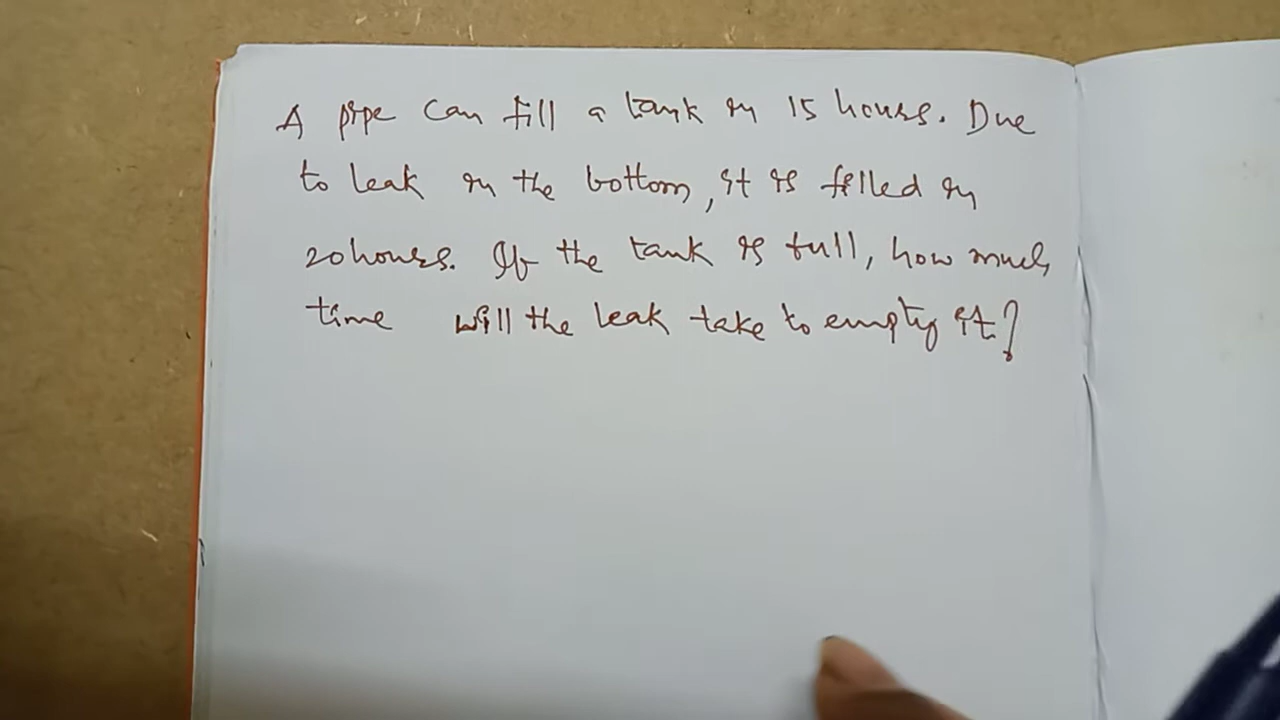 A pipe can fill a tank in 15 hours. Due
to leak in the bottom, it is filled in
20 hours. If the tank is full, how much
time will the leak take to empty it?